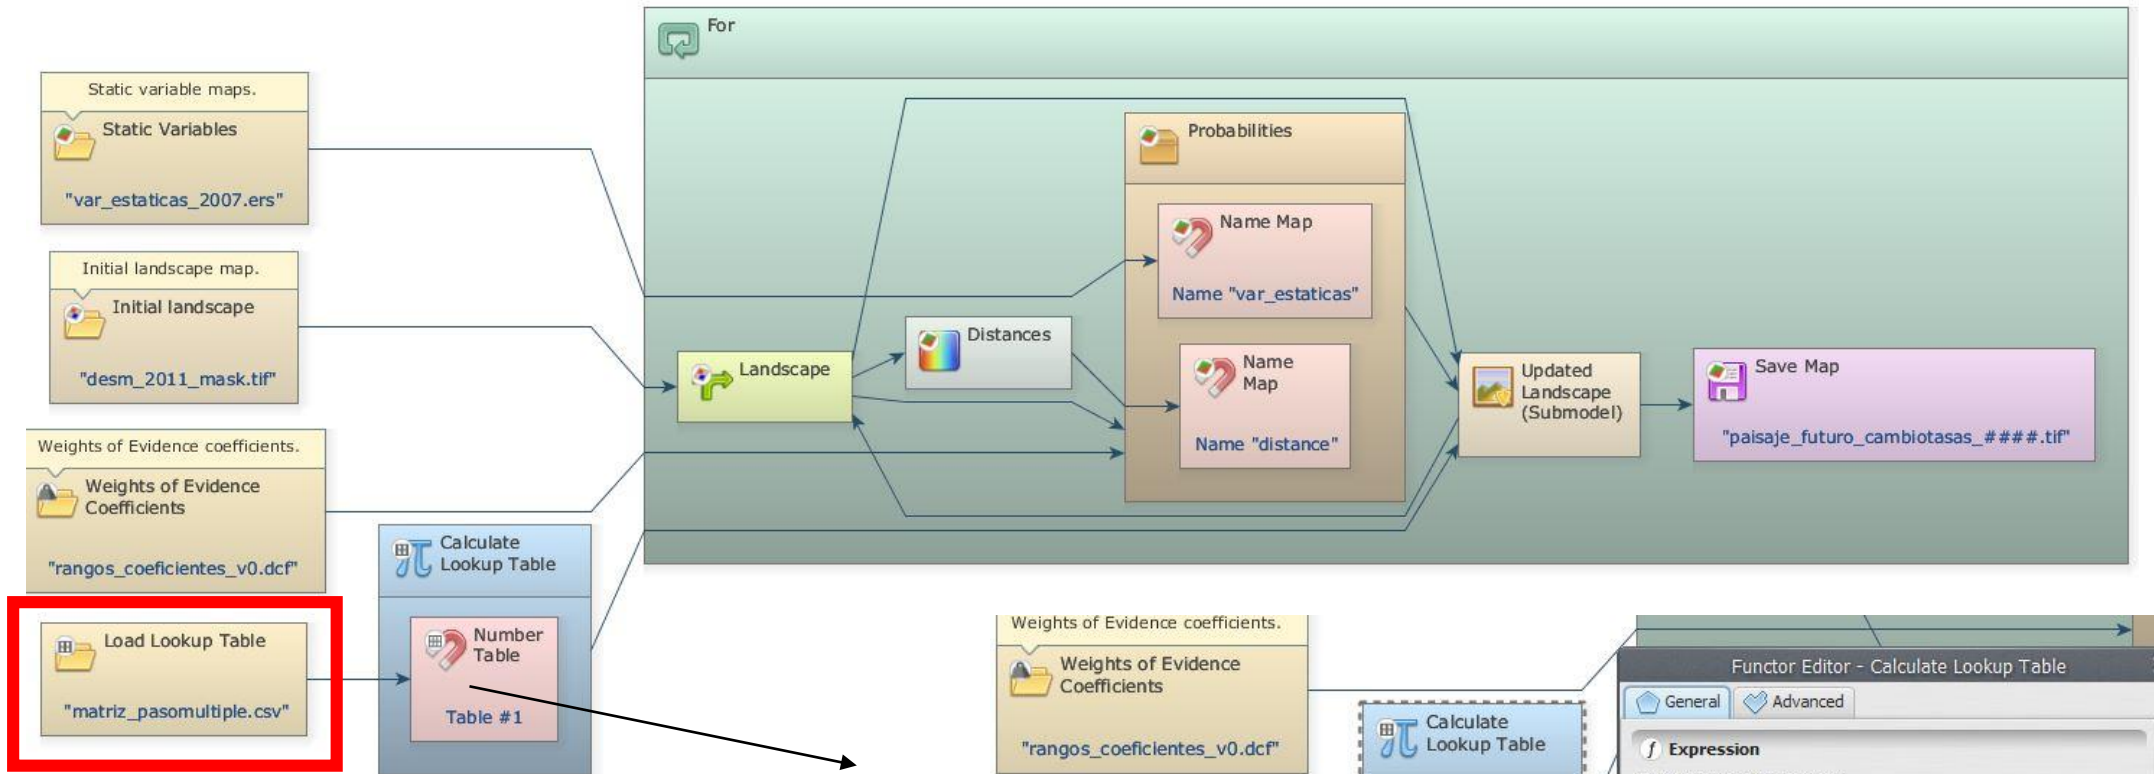 For
Static variable maps.
Static Variables
"var_estaticas_2007.ers"
Initial landscape map.
Initial landscape
"desm_2011_mask.tif"
Weights of Evidence coefficients.
Weights of Evidence
Coefficients
"rangos_coeficientes_v0.dcf"
Load Lookup Table
"matriz_pasomultiple.csv"
Calculate
Lookup Table
Number
Table
Table #1
Landscape
Distances
Probabilities
Name Map
Name "var_estaticas"
Name
Map
Name "distance"
Updated
Landscape
(Submodel)
Save Map
"paisaje_futuro_cambiotasas_####.tif"
Weights of Evidence coefficients.
Weights of Evidence
Coefficients
"rangos_coeficientes_v0.dcf"
Calculate
Lookup Table
Functor Editor - Calculate Lookup Table
General
Advanced
f Expression